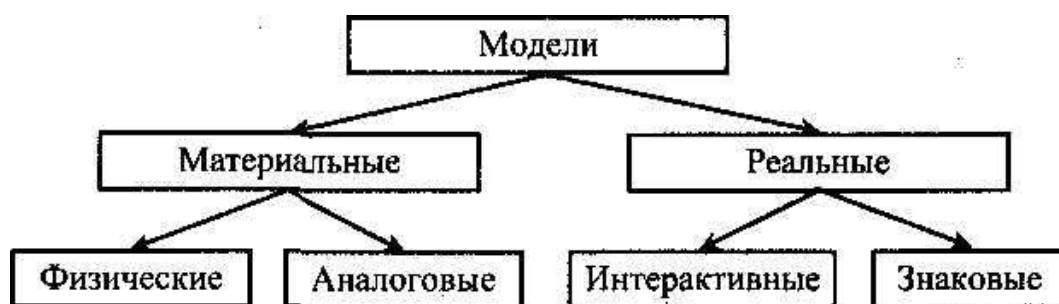 Модели
Материальные
Реальные
Физические
Аналоговые
Интерактивные
Знаковые